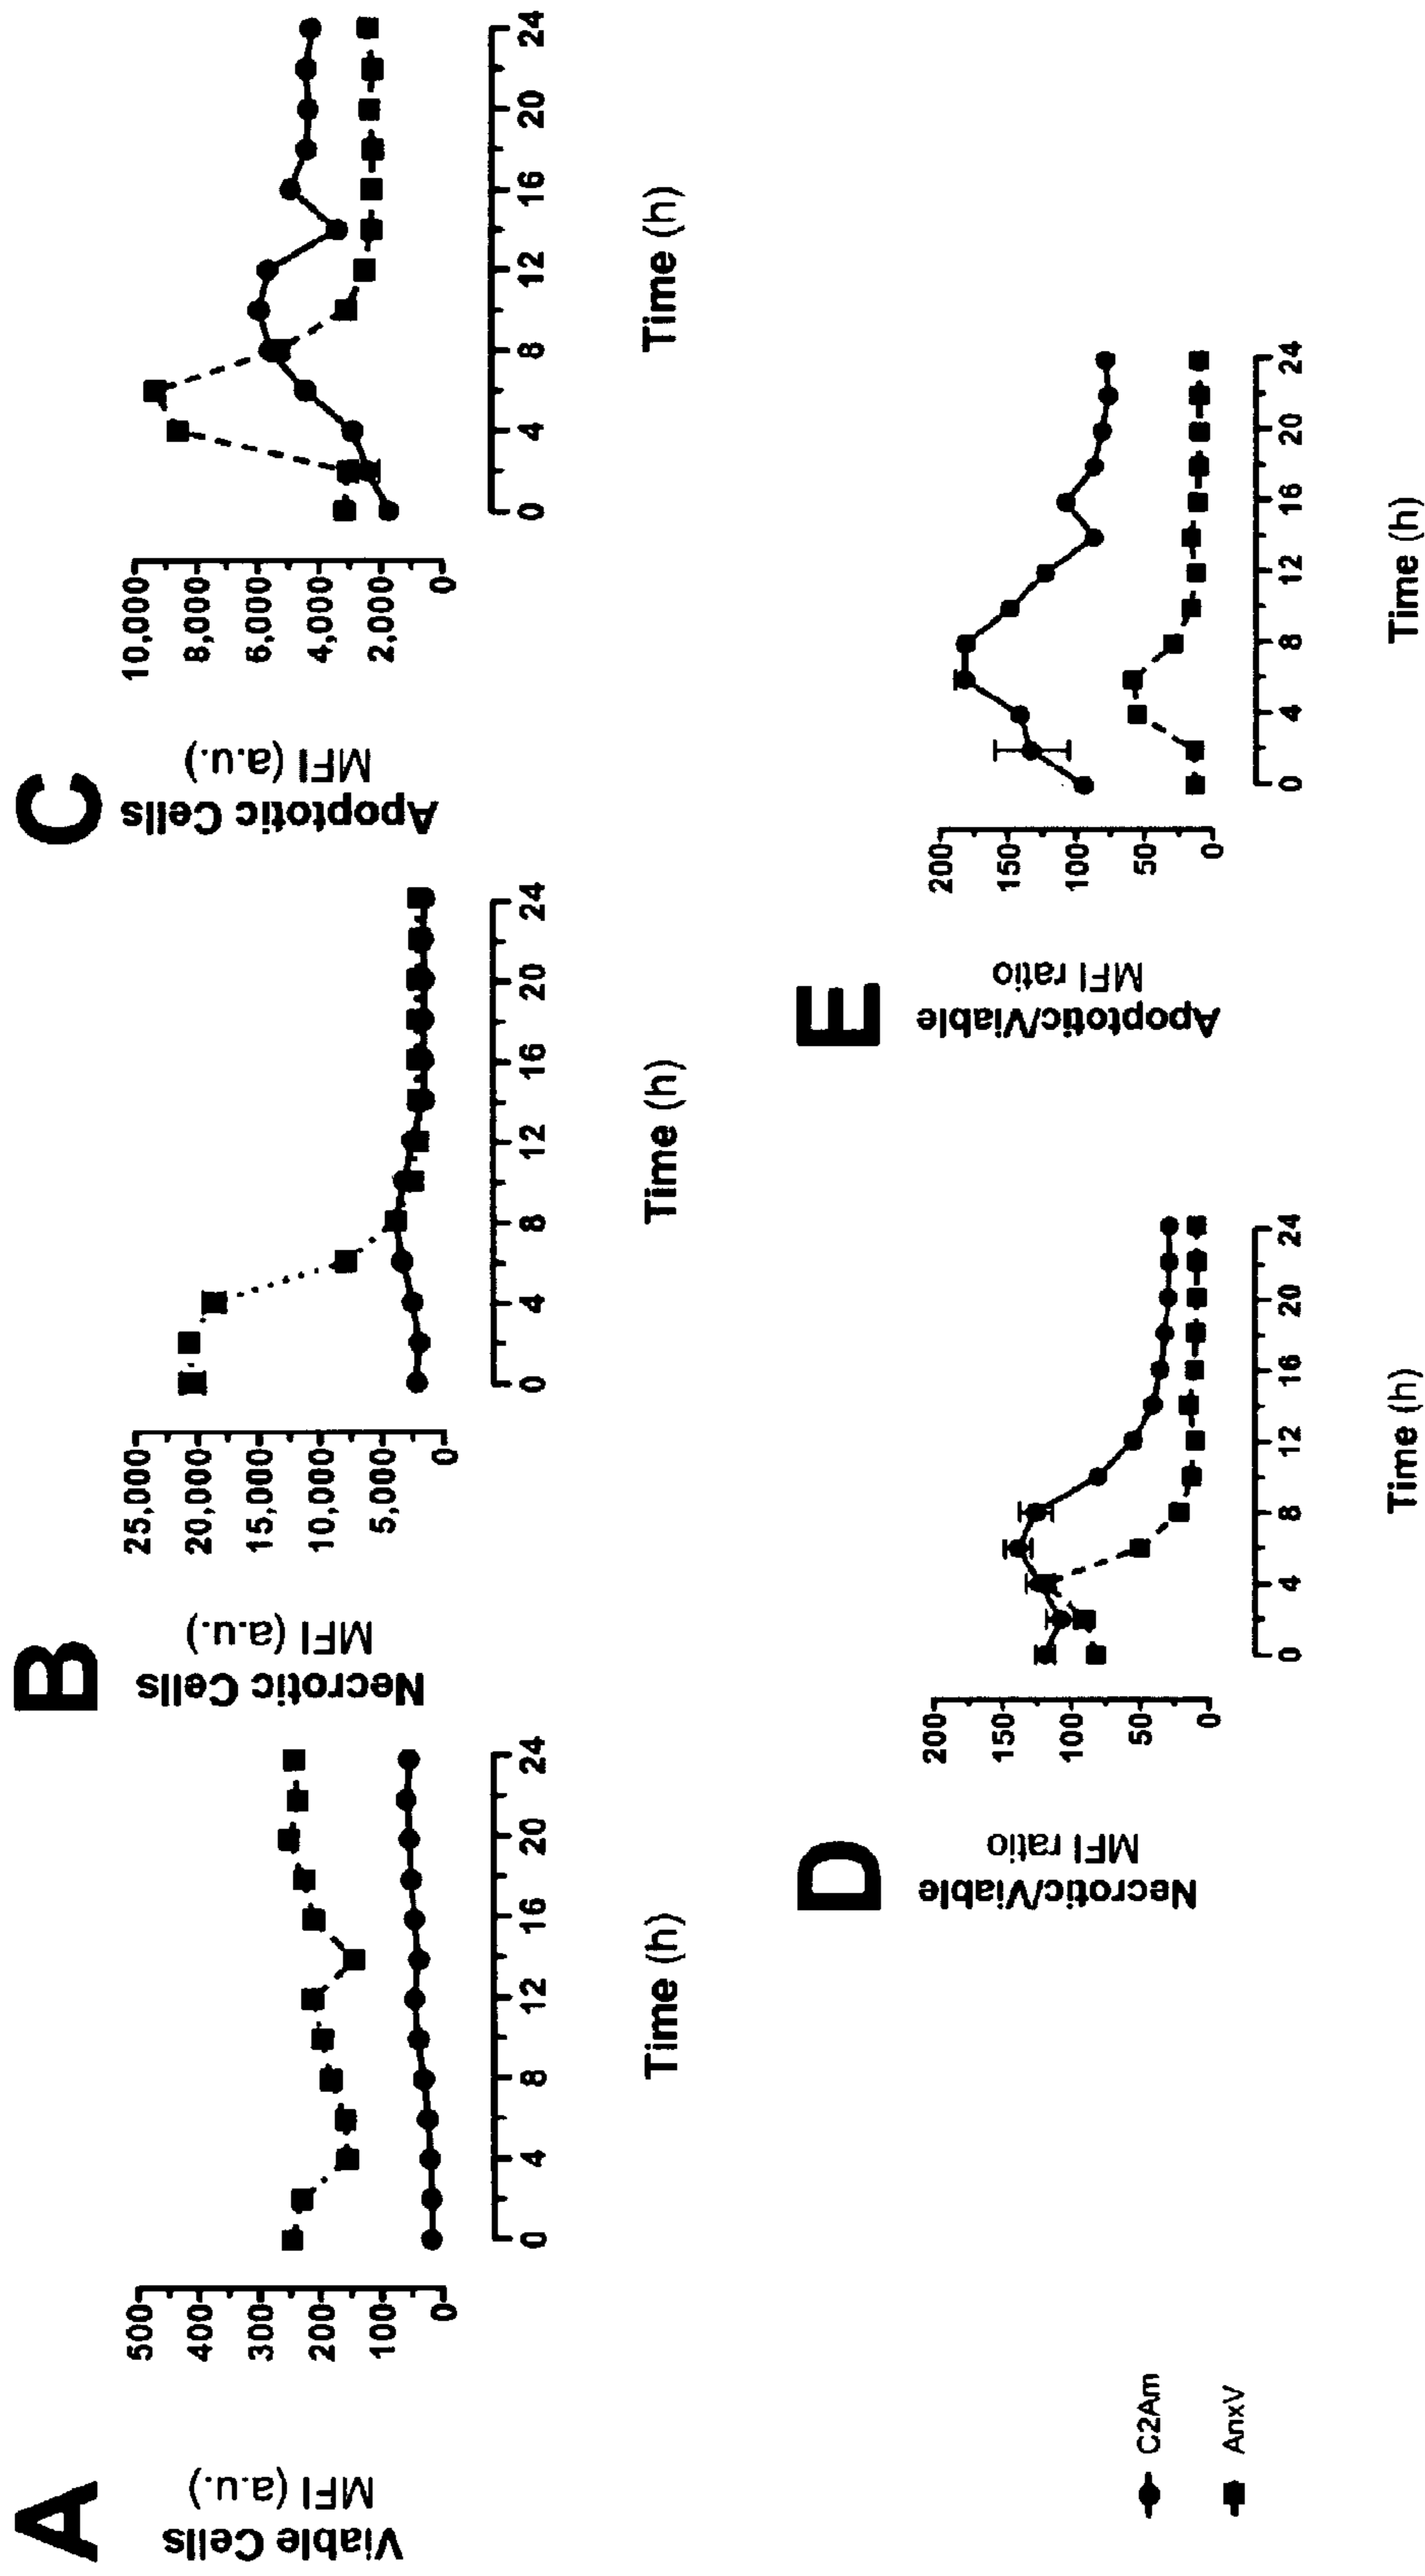 A
Viable Cells
MFI (a.u.)
500
400
300
200
100
0
0 4 8 12 16 20 24
Time (h)
B
Necrotic Cells
MFI (a.u.)
25,000
20,000
15,000
10,000
5,000
0
0 4 8 12 16 20 24
Time (h)
C
Apoptotic Cells
MFI (a.u.)
10,000
8,000
6,000
4,000
2,000
0
0 4 8 12 16 20 24
Time (h)
C2Am
AnxV
D
Necrotic/Viable
MFI ratio
200
150
100
50
0
0 4 8 12 16 20 24
Time (h)
E
Apoptotic/Viable
MFI ratio
200
150
100
50
0
0 4 8 12 16 20 24
Time (h)